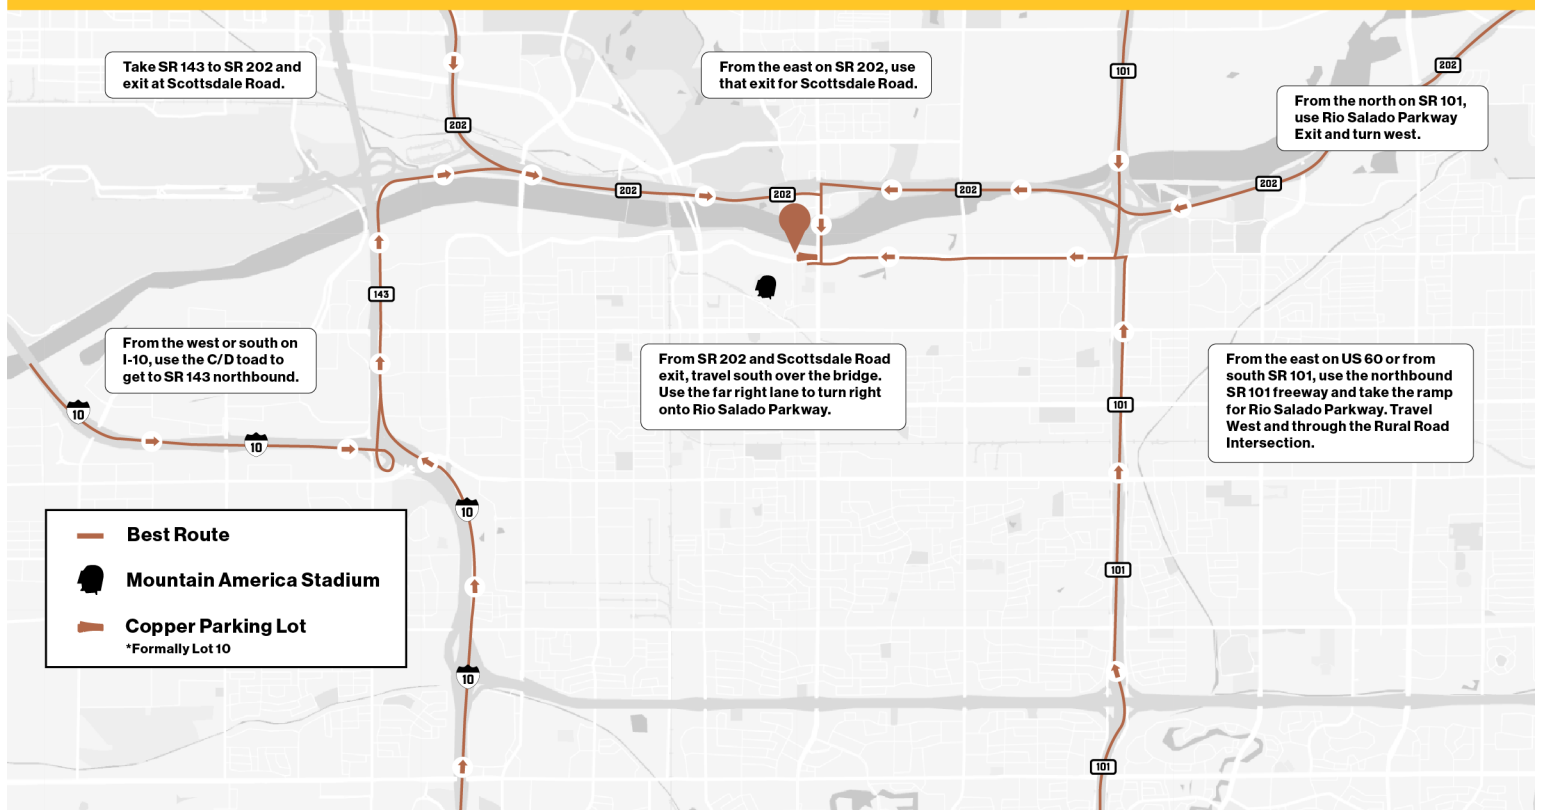 Take SR 143 to SR 202 and
exit at Scottsdale Road.
From the east on SR 202, use
that exit for Scottsdale Road.
101
202
From the north on SR 101,
use Rio Salado Parkway
Exit and turn west.
202
202
202
202
202
143
From the west or south on
I-10, use the C/D toad to
get to SR 143 northbound.
From SR 202 and Scottsdale Road
exit, travel south over the bridge.
Use the far right lane to turn right
onto Rio Salado Parkway.
From the east on US 60 or from
south SR 101, use the northbound
SR 101 freeway and take the ramp
for Rio Salado Parkway. Travel
West and through the Rural Road
Intersection.
10
10
101
10
Best Route
Mountain America Stadium
Copper Parking Lot
*Formally Lot 10
101
10
101